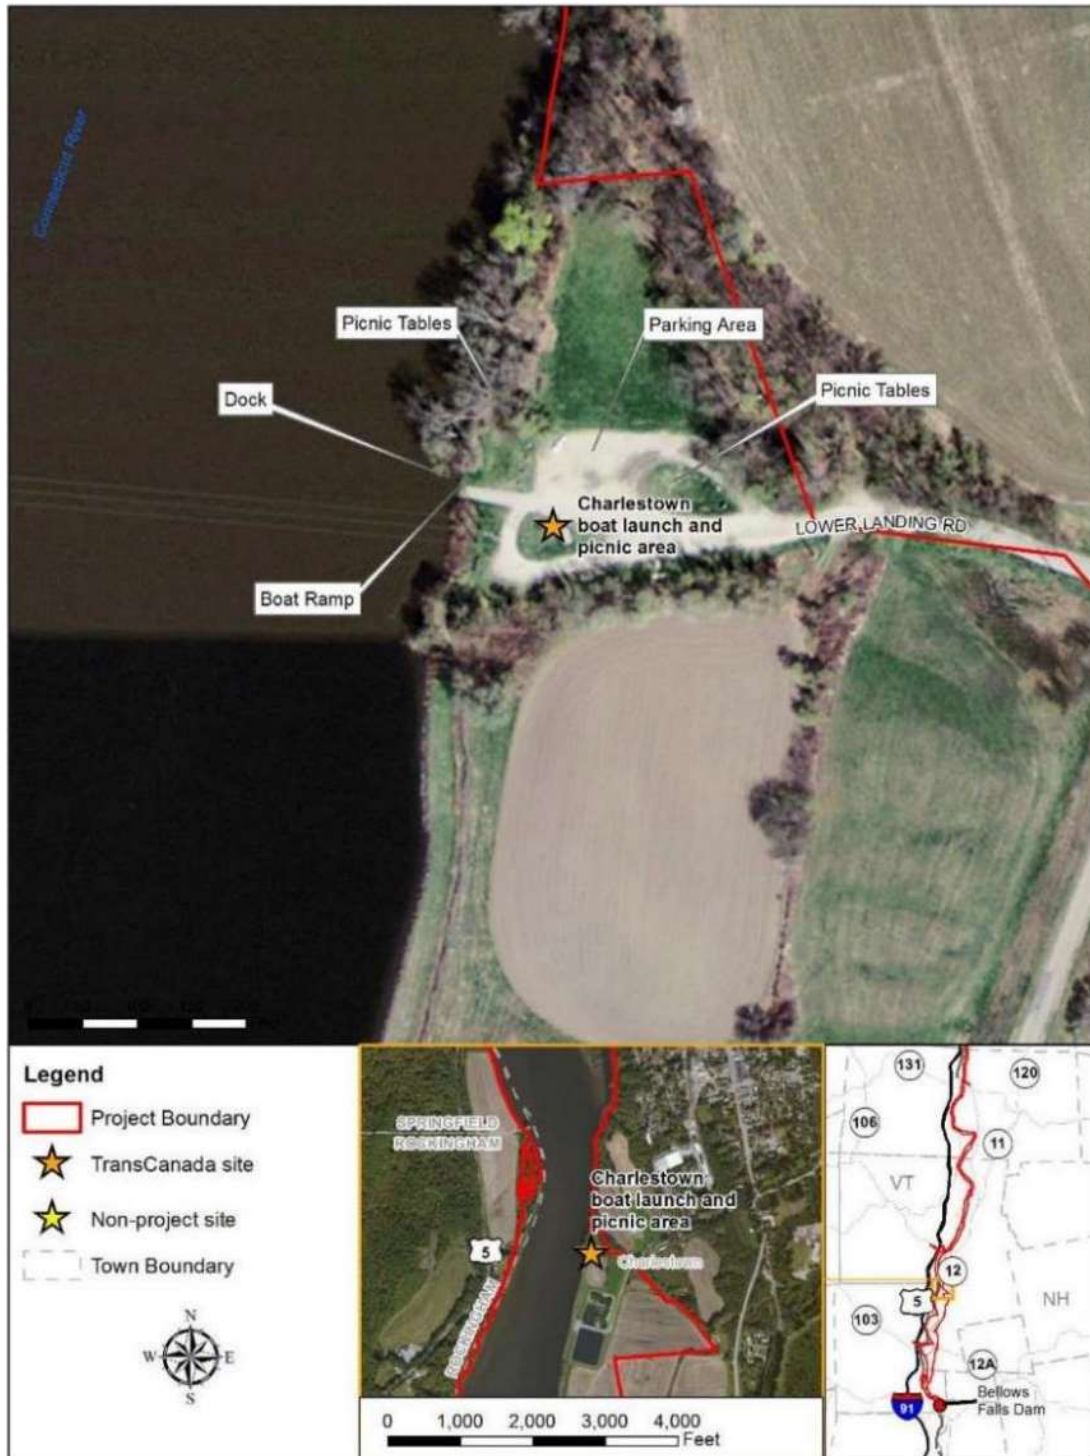 Connecticut River
Picnic Tables
Parking Area
Picnic Tables
Dock
Charlestown
boat launch and
picnic area
LOWER LANDING RD
Boat Ramp
Legend
Project Boundary
TransCanada site
Non-project site
Town Boundary
N
W
E
S
SPRINGFIELD
ROCKINGHAM
Charlestown
boat launch and
picnic area
Charlestown
5
ROCKINGHAM
0 1,000 2,000 3,000 4,000
Feet
131
120
106
11
VT
12
5
NH
103
12A
91
Bellows
Falls Dam